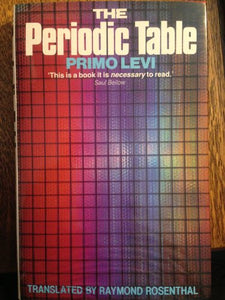 THE
Periodic Table
PRIMO LEVI
'This is a book it is necessary to read.'
Saul Bellow
TRANSLATED BY RAYMOND ROSENTHAL